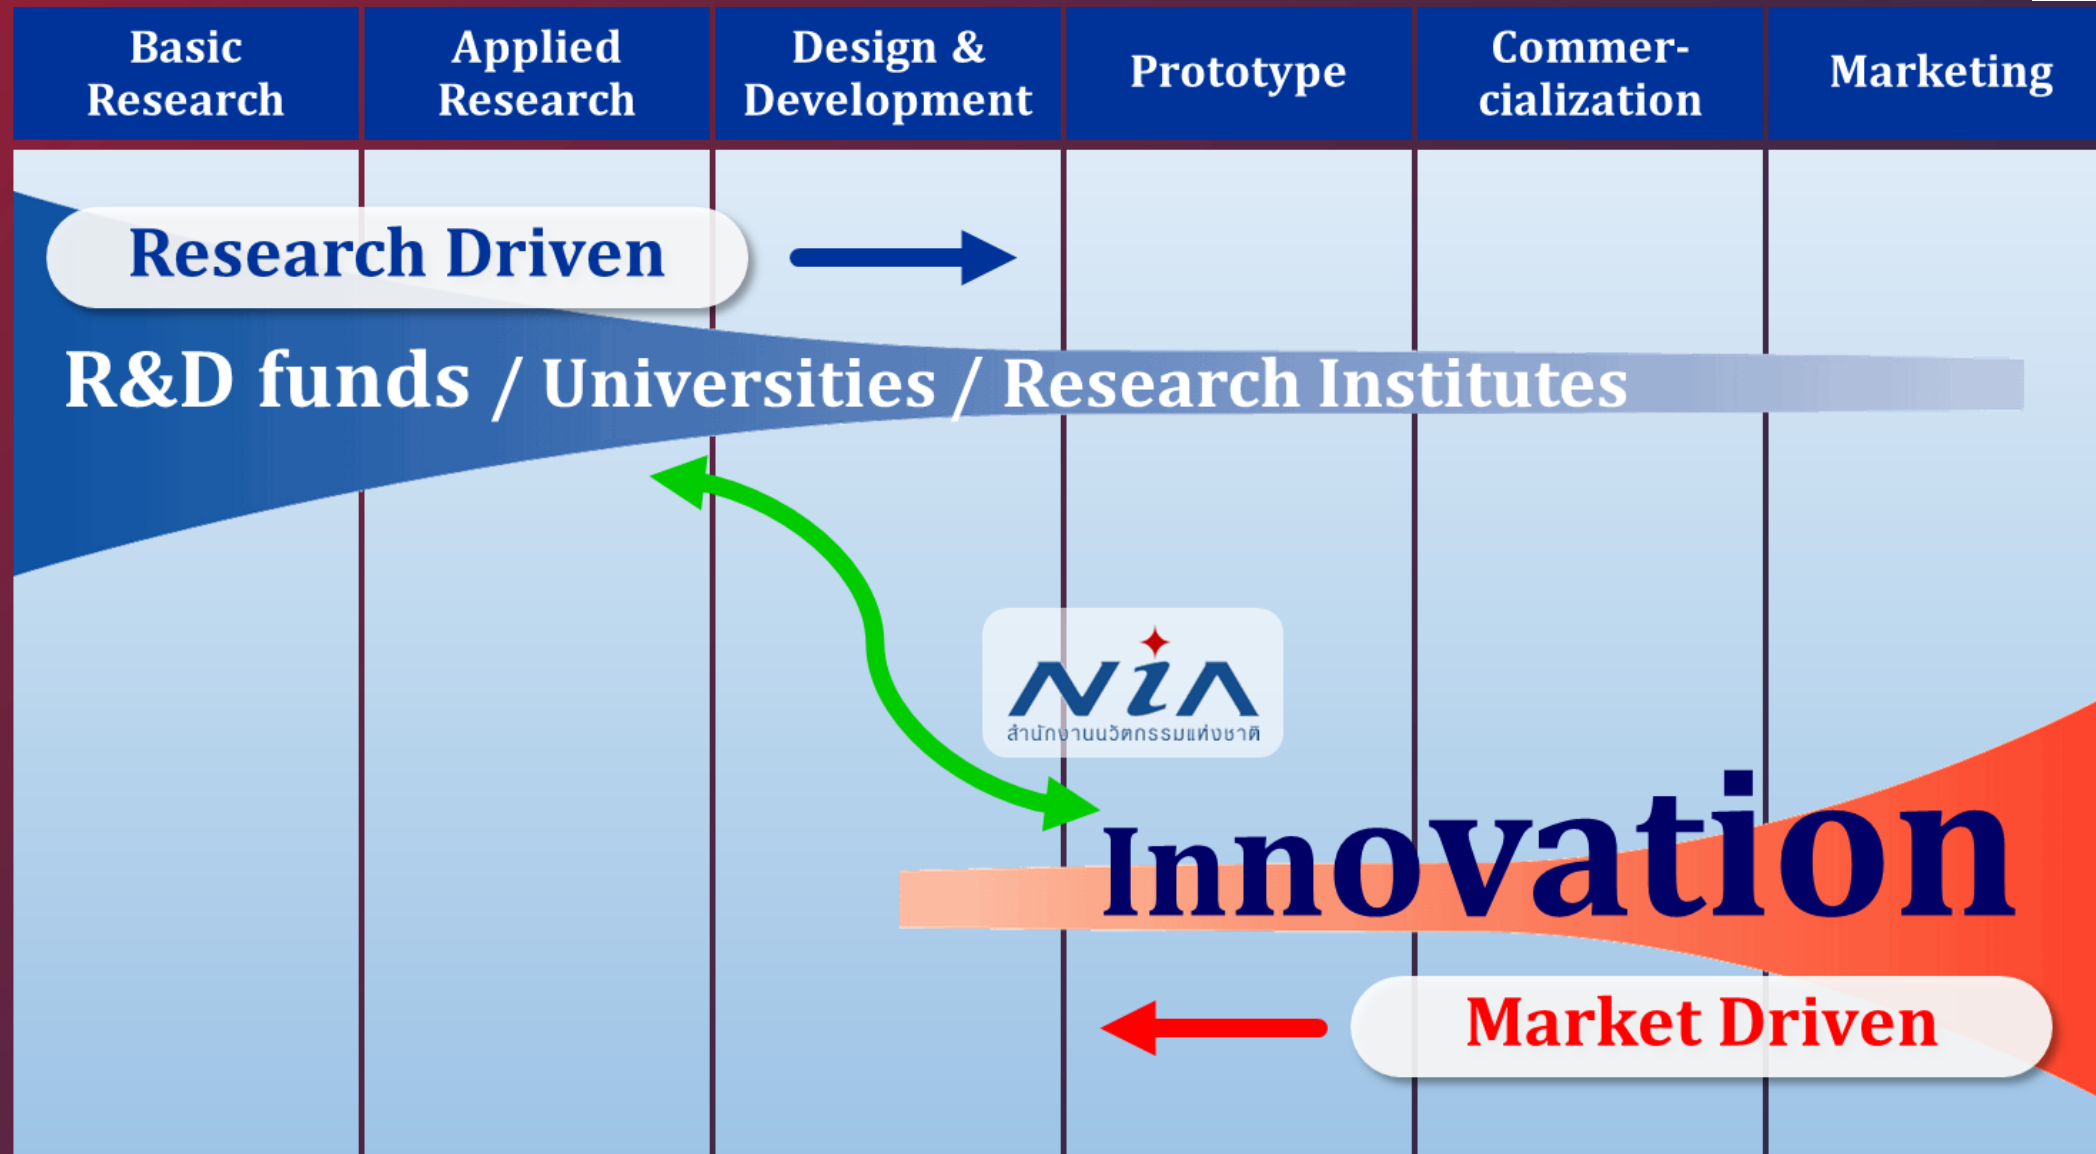 Basic
Research
Applied
Research
Design &
Development
Prototype
Commer-
cialization
Marketing
Research Driven
R&D funds / Universities / Research Institutes
NiA
สำนักงานนวัตกรรมแห่งชาติ
Innovation
Market Driven